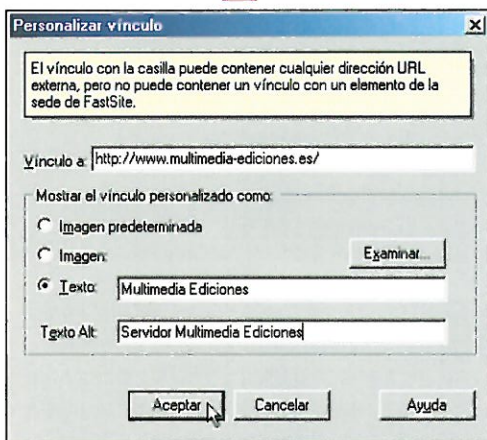 Personalizar vínculo
El vínculo con la casilla puede contener cualquier dirección URL
externa, pero no puede contener un vínculo con un elemento de la
sede de FastSite.
Vínculo a: http://www.multimedia-ediciones.es/
Mostrar el vínculo personalizado como:
Imagen predeterminada
Imagen:
Examinar...
Texto: Multimedia Ediciones
Texto Alt: Servidor Multimedia Ediciones
Aceptar Cancelar Ayuda